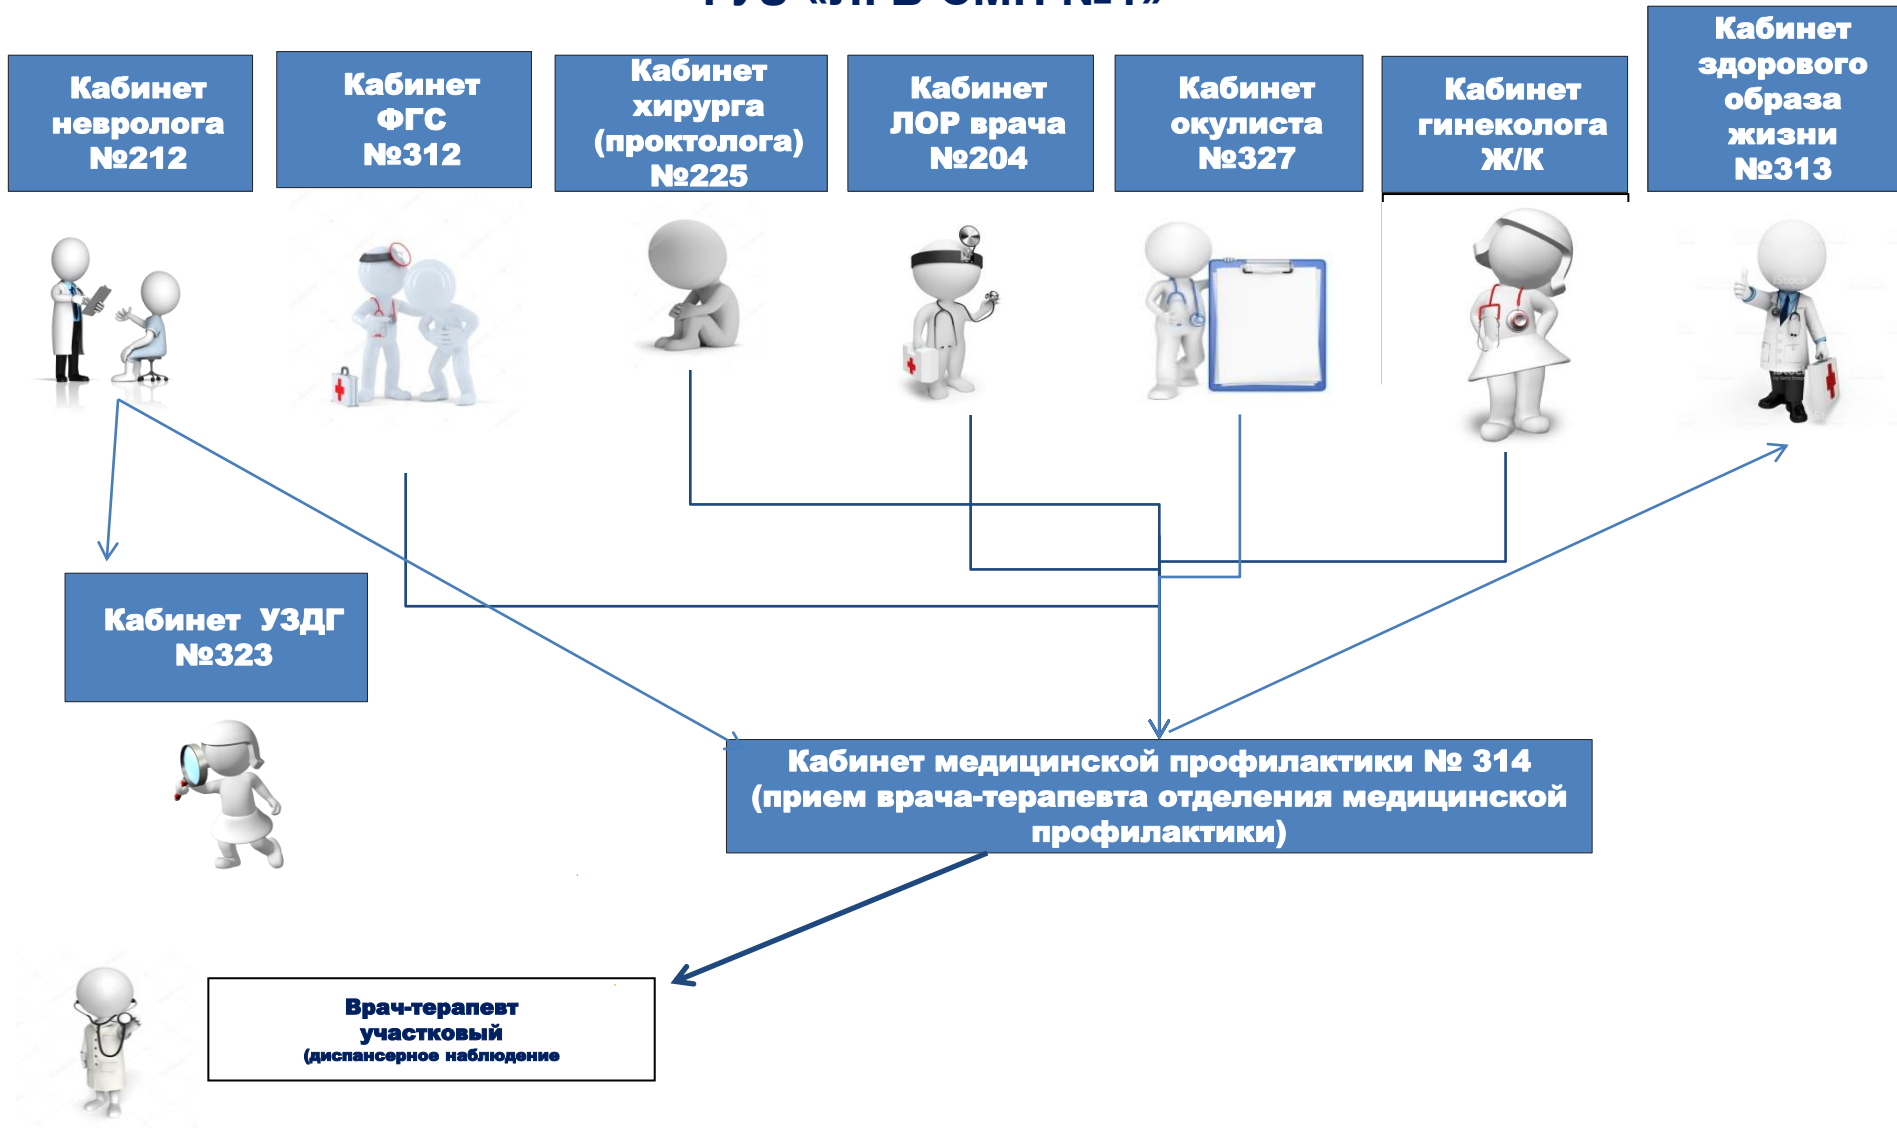 Кабинет
невролога
№212
Кабинет
ФГС
№312
Кабинет
хирурга
(проктолога)
№225
Кабинет
ЛОР врача
№204
Кабинет
окулиста
№327
Кабинет
гинеколога
Ж/К
Кабинет
здорового
образа
жизни
№313
Кабинет УЗДГ
№323
Кабинет медицинской профилактики № 314
(прием врача-терапевта отделения медицинской
профилактики)
Врач-терапевт
участковый
(диспансерное наблюдение